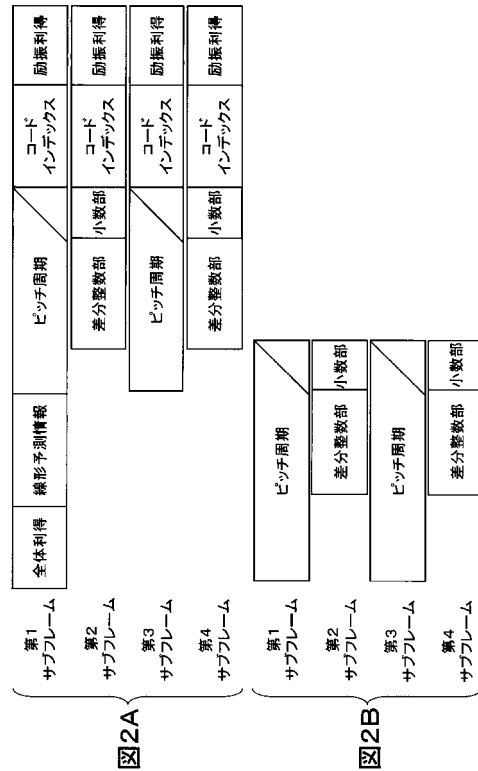 図2A
第1
サブフレーム
全体利得
線形予測情報
ピッチ周期
コード
インデックス
励振利得
第2
サブフレーム
差分整数部
小数部
コード
インデックス
励振利得
第3
サブフレーム
ピッチ周期
コード
インデックス
励振利得
第4
サブフレーム
差分整数部
小数部
コード
インデックス
励振利得
図2B
第1
サブフレーム
ピッチ周期
第2
サブフレーム
差分整数部
小数部
第3
サブフレーム
ピッチ周期
第4
サブフレーム
差分整数部
小数部